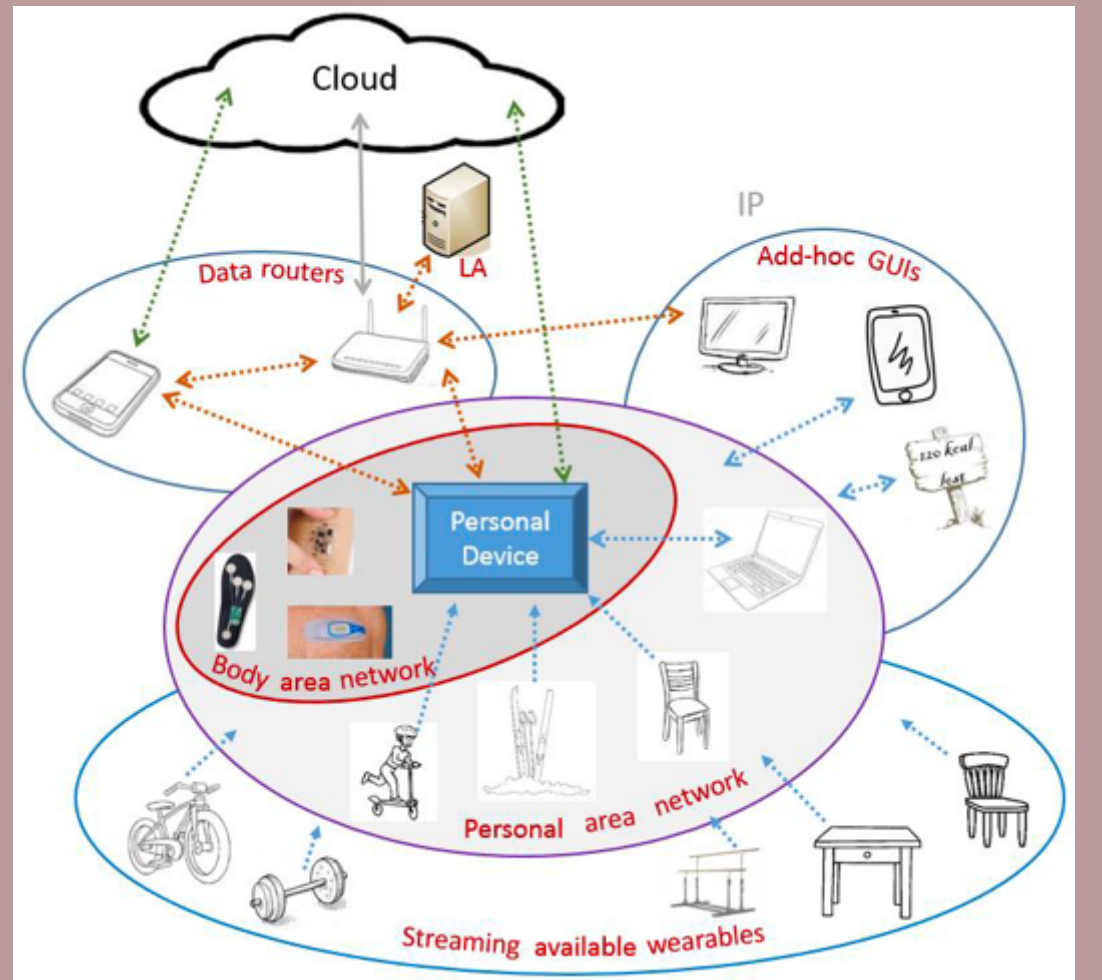 Cloud
IP
LA
Data routers
Add-hoc GUIs
120 kcal
lost
Personal
Device
Body area network
Personal area network
Streaming available wearables